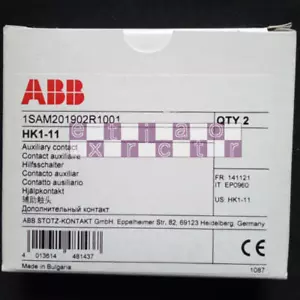 ABB
1SAM201902R1001
QTY 2
HK1-11
Auxiliary contact
Contact auxiliaire
Hilfsschalter
Contacto auxiliar
Contatto ausiliario
Hjälpkontakt
辅助触头
Дополнительный контакт
FR: 141121
IT: EP0960
US: HK1-11
ABB STOTZ-KONTAKT GmbH, Eppelheimer Str. 82, 69123 Heidelberg, Germany
CE
4 013614 481437
Made in Bulgaria
1087